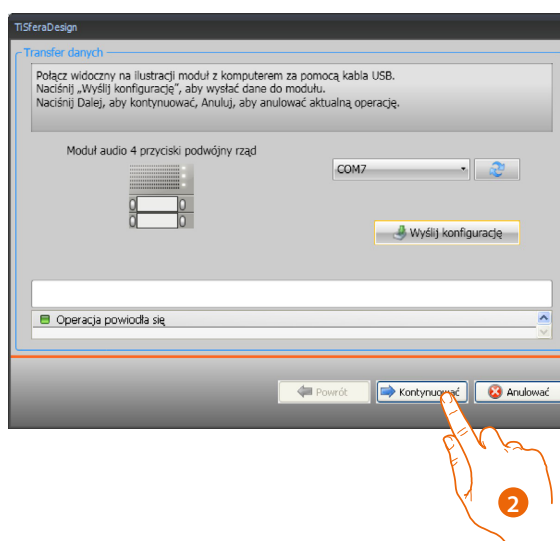 TiSferaDesign
Transfer danych
Połącz widoczny na ilustracji moduł z komputerem za pomocą kabla USB.
Naciśnij „Wyślij konfigurację”, aby wysłać dane do modułu.
Naciśnij Dalej, aby kontynuować, Anuluj, aby anulować aktualną operację.
Moduł audio 4 przyciski podwójny rząd
COM7
Wyślij konfigurację
Operacja powiodła się
Powrót
Kontynuować
Anulować
2